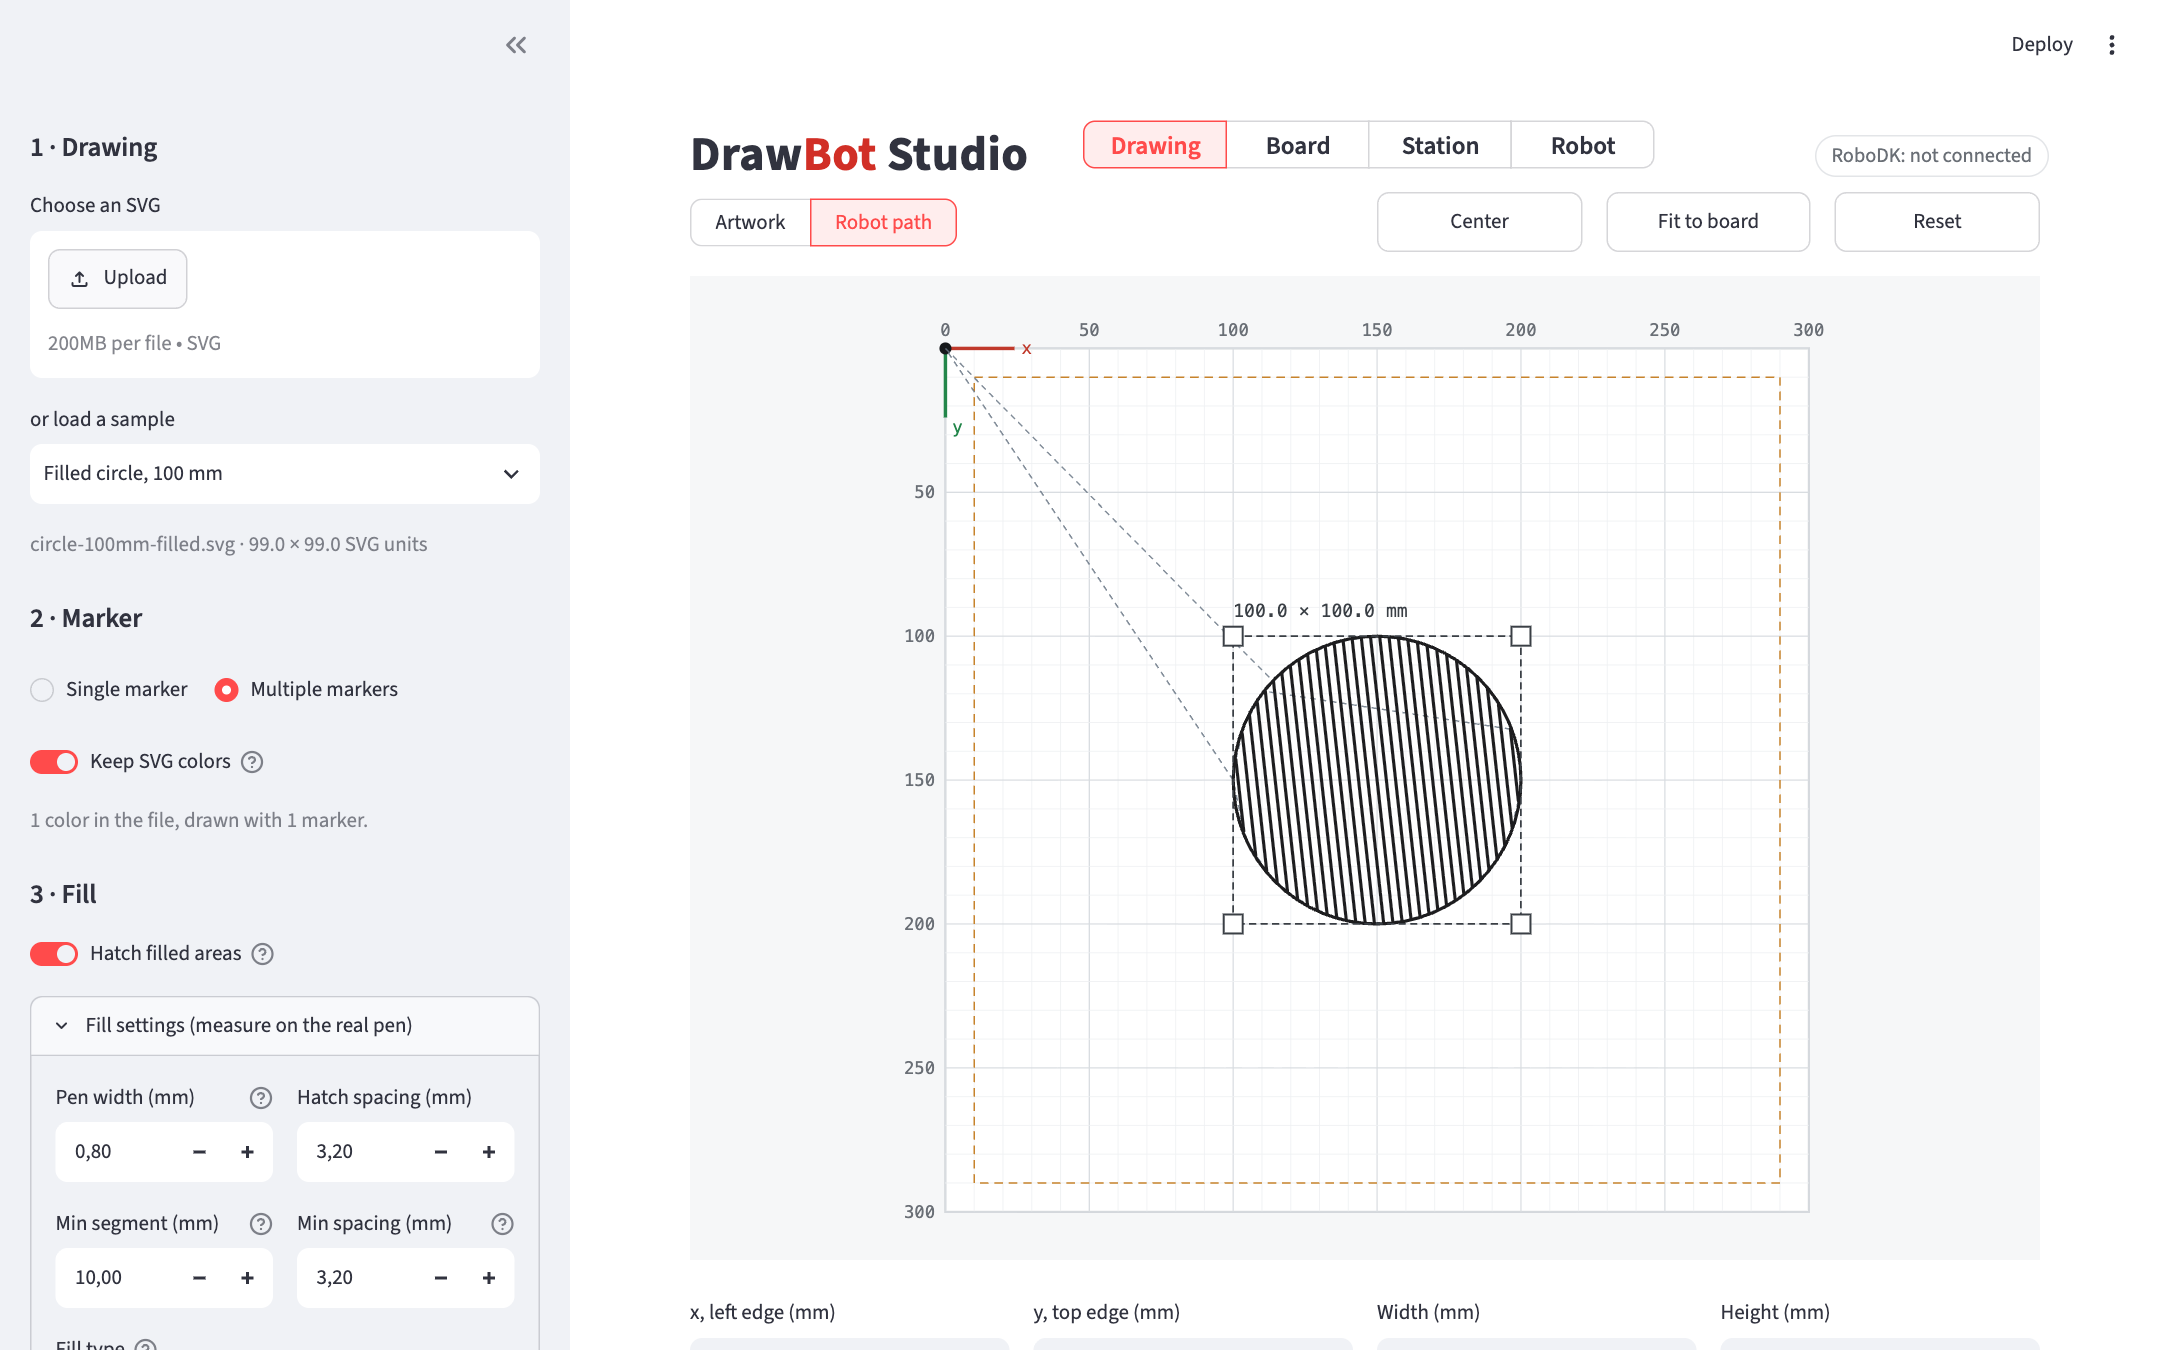 Deploy
1 · Drawing
Choose an SVG
Upload
200MB per file • SVG
or load a sample
Filled circle, 100 mm
circle-100mm-filled.svg · 99.0 × 99.0 SVG units
2 · Marker
Single marker
Multiple markers
Keep SVG colors
1 color in the file, drawn with 1 marker.
3 · Fill
Hatch filled areas
Fill settings (measure on the real pen)
Pen width (mm)
Hatch spacing (mm)
0,80
3,20
Min segment (mm)
Min spacing (mm)
10,00
3,20
Fill type
DrawBot Studio
Drawing
Board
Station
Robot
RoboDK: not connected
Artwork
Robot path
Center
Fit to board
Reset
0 50 100 150 200 250 300
x
y
50
100
100.0 × 100.0 mm
150
200
250
300
x, left edge (mm)
y, top edge (mm)
Width (mm)
Height (mm)